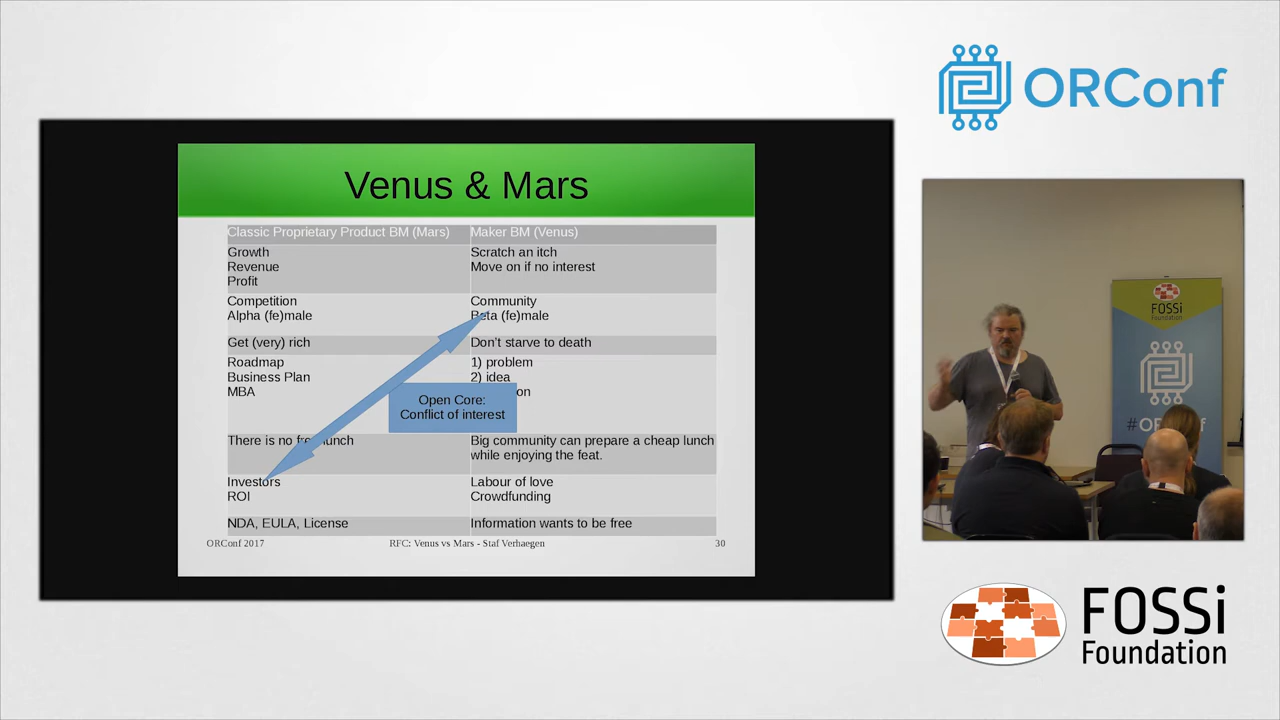 ORConf
Venus & Mars
Classic Proprietary Product BM (Mars)
Maker BM (Venus)
Growth
Revenue
Profit
Scratch an itch
Move on if no interest
Competition
Alpha (fe)male
Community
Beta (fe)male
Get (very) rich
Don't starve to death
Roadmap
Business Plan
MBA
1) problem
2) idea
Open Core:
Conflict of interest
There is no lunch
Big community can prepare a cheap lunch
while enjoying the feat.
Investors
ROI
Labour of love
Crowdfunding
NDA, EULA, License
Information wants to be free
ORConf 2017
RFC: Venus vs Mars - Staf Verhaegen
30
FOSSi
Foundation
FOSSi
Foundation